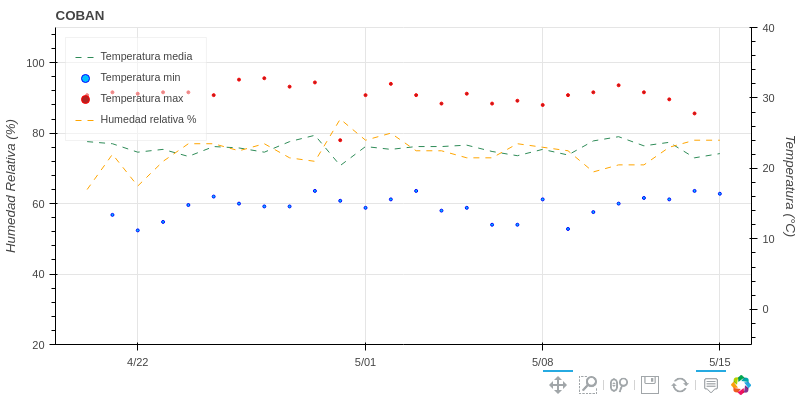 COBAN
Temperatura media
Temperatura min
Temperatura max
Humedad relativa %
Humedad Relativa (%)
100
80
60
40
20
40
30
20
10
0
Temperatura (°C)
4/22
5/01
5/08
5/15